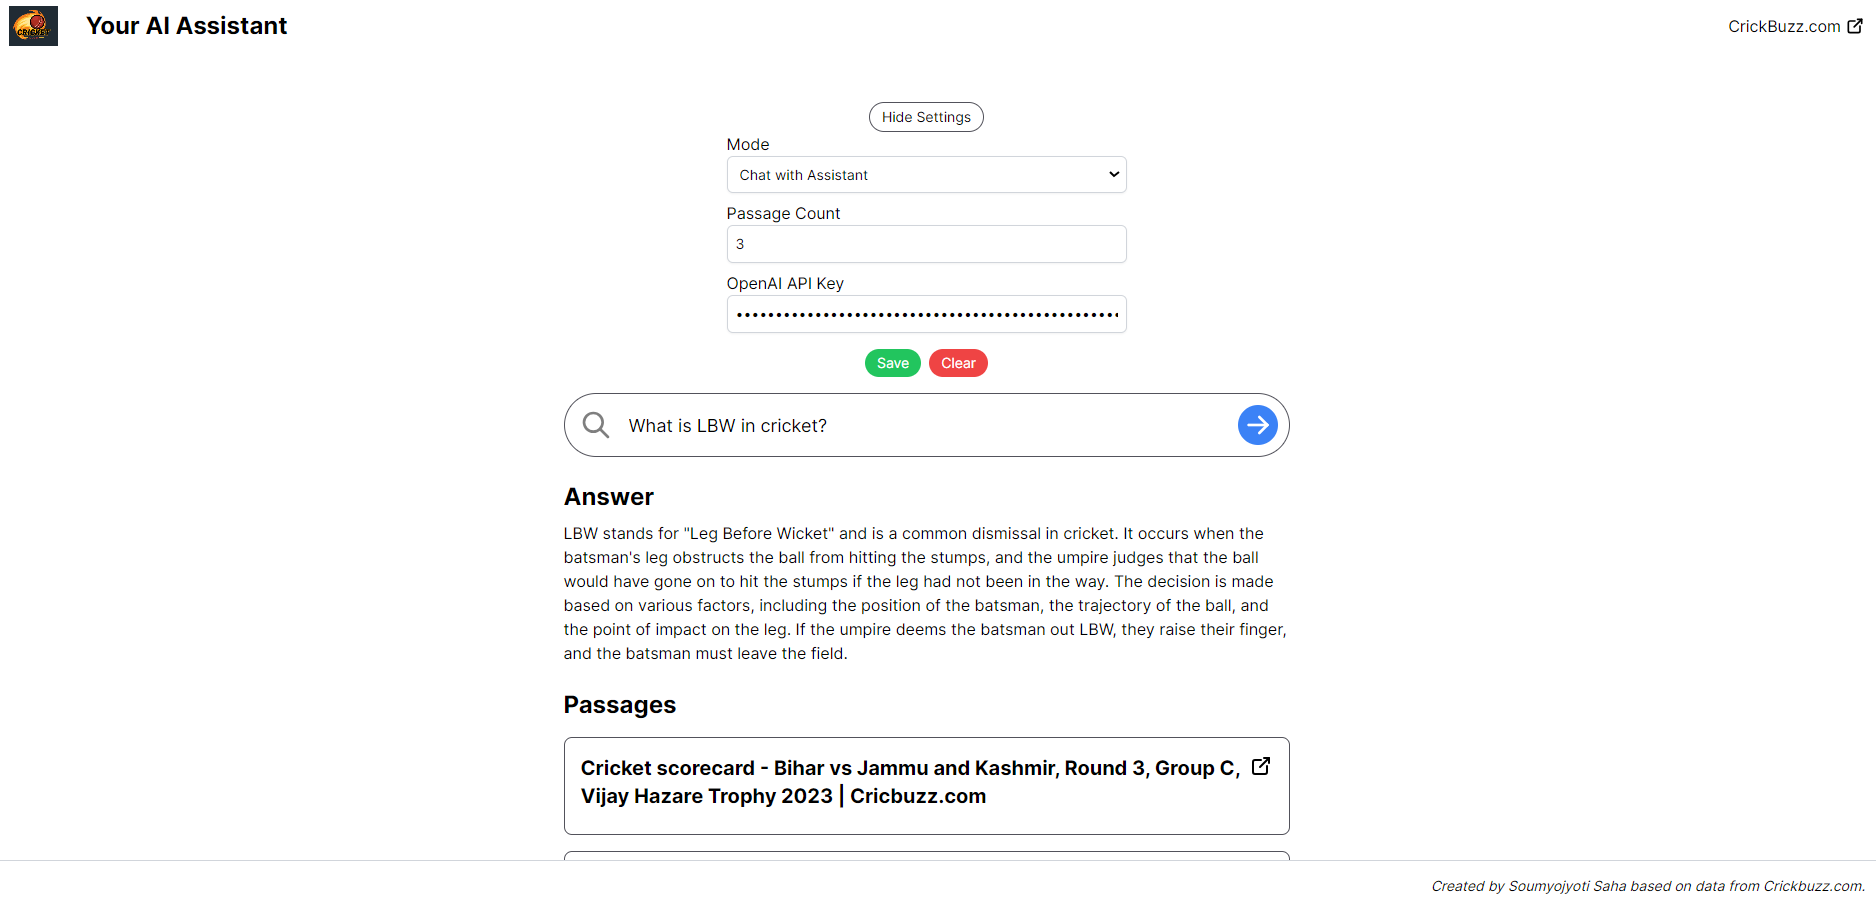 CRICKET
Your AI Assistant
CrickBuzz.com
Hide Settings
Mode
Chat with Assistant
Passage Count
3
OpenAI API Key
Save
Clear
What is LBW in cricket?
Answer
LBW stands for "Leg Before Wicket" and is a common dismissal in cricket. It occurs when the
batsman's leg obstructs the ball from hitting the stumps, and the umpire judges that the ball
would have gone on to hit the stumps if the leg had not been in the way. The decision is made
based on various factors, including the position of the batsman, the trajectory of the ball, and
the point of impact on the leg. If the umpire deems the batsman out LBW, they raise their finger,
and the batsman must leave the field.
Passages
Cricket scorecard - Bihar vs Jammu and Kashmir, Round 3, Group C,
Vijay Hazare Trophy 2023 | Cricbuzz.com
Created by Soumyojyoti Saha based on data from Crickbuzz.com.